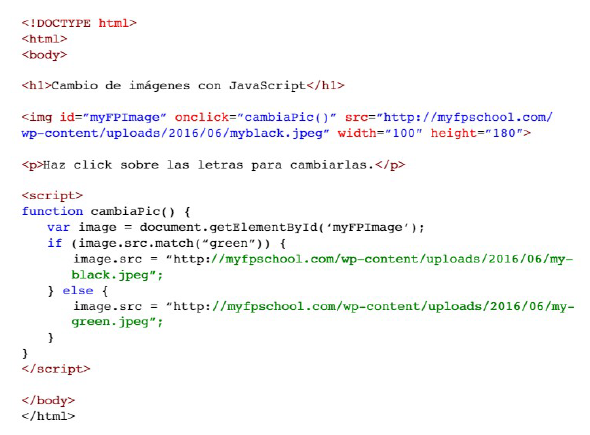 <!DOCTYPE html>
<html>
<body>
<h1>Cambio de imágenes con JavaScript</h1>
<img id="myFPImage" onclick="cambiaPic()" src="http://myfpschool.com/
wp-content/uploads/2016/06/myblack.jpeg" width="100" height="180">
<p>Haz click sobre las letras para cambiarlas.</p>
<script>
function cambiaPic() {
var image = document.getElementById(‘myFPImage’);
if (image.src.match(“green”)) {
image.src = “http://myfpschool.com/wp-content/uploads/2016/06/my-
black.jpeg”;
} else {
image.src = “http://myfpschool.com/wp-content/uploads/2016/06/my-
green.jpeg”;
}
}
</script>
</body>
</html>